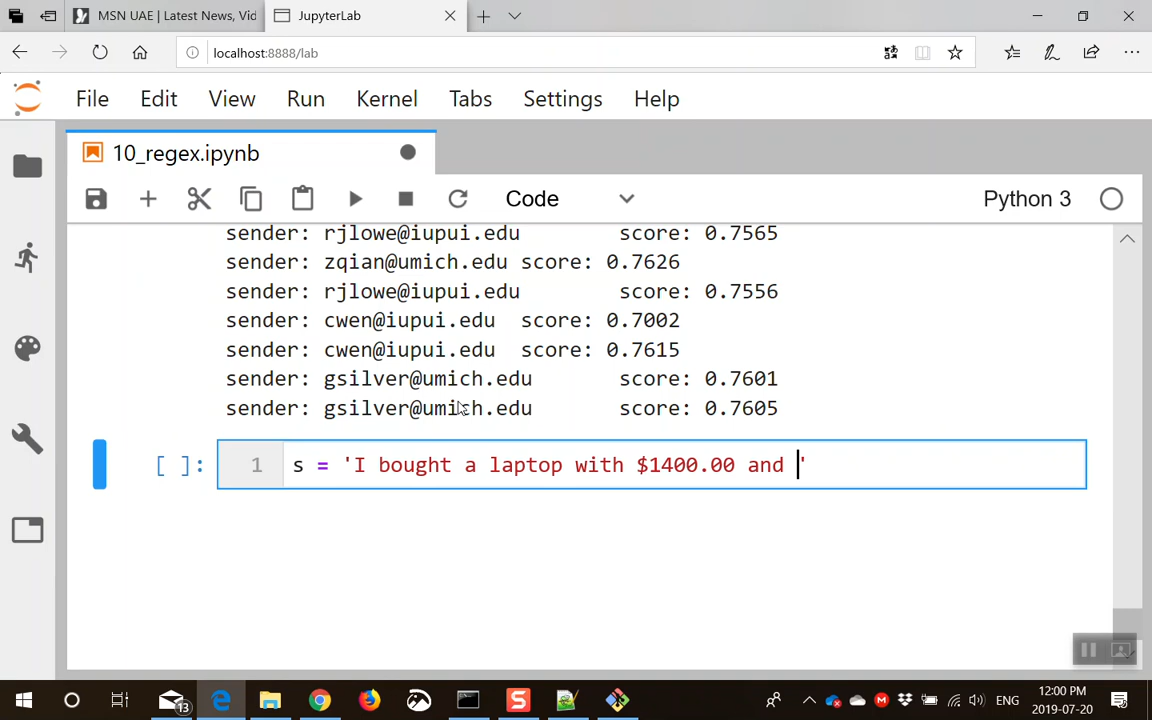 MSN UAE | Latest News, Vid
JupyterLab
localhost:8888/lab
File Edit View Run Kernel Tabs Settings Help
10_regex.ipynb
Code
Python 3
sender: rjlowe@iupui.edu score: 0.7565
sender: zqian@umich.edu score: 0.7626
sender: rjlowe@iupui.edu score: 0.7556
sender: cwen@iupui.edu score: 0.7002
sender: cwen@iupui.edu score: 0.7615
sender: gsilver@umich.edu score: 0.7601
sender: gsilver@umich.edu score: 0.7605
[ ]: 1 s = 'I bought a laptop with $1400.00 and '
13
ENG
12:00 PM
2019-07-20